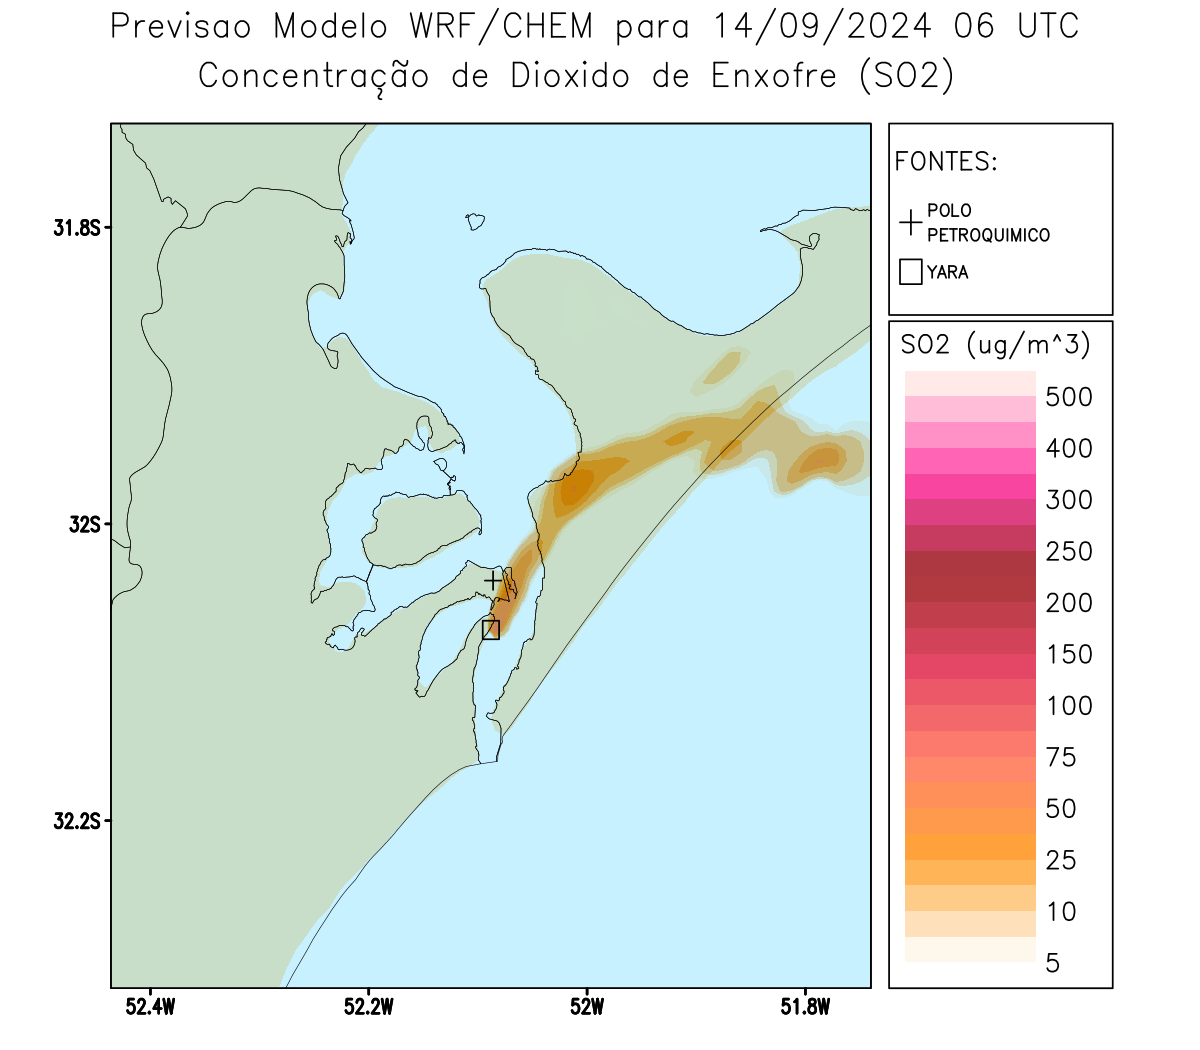 Previsao Modelo WRF/CHEM para 14/09/2024 06 UTC
Concentração de Dioxido de Enxofre (SO2)
FONTES:
POLO
PETROQUIMICO
YARA
31.8S
32S
32.2S
52.4W
52.2W
52W
51.8W
SO2 (ug/m^3)
500
400
300
250
200
150
100
75
50
25
10
5